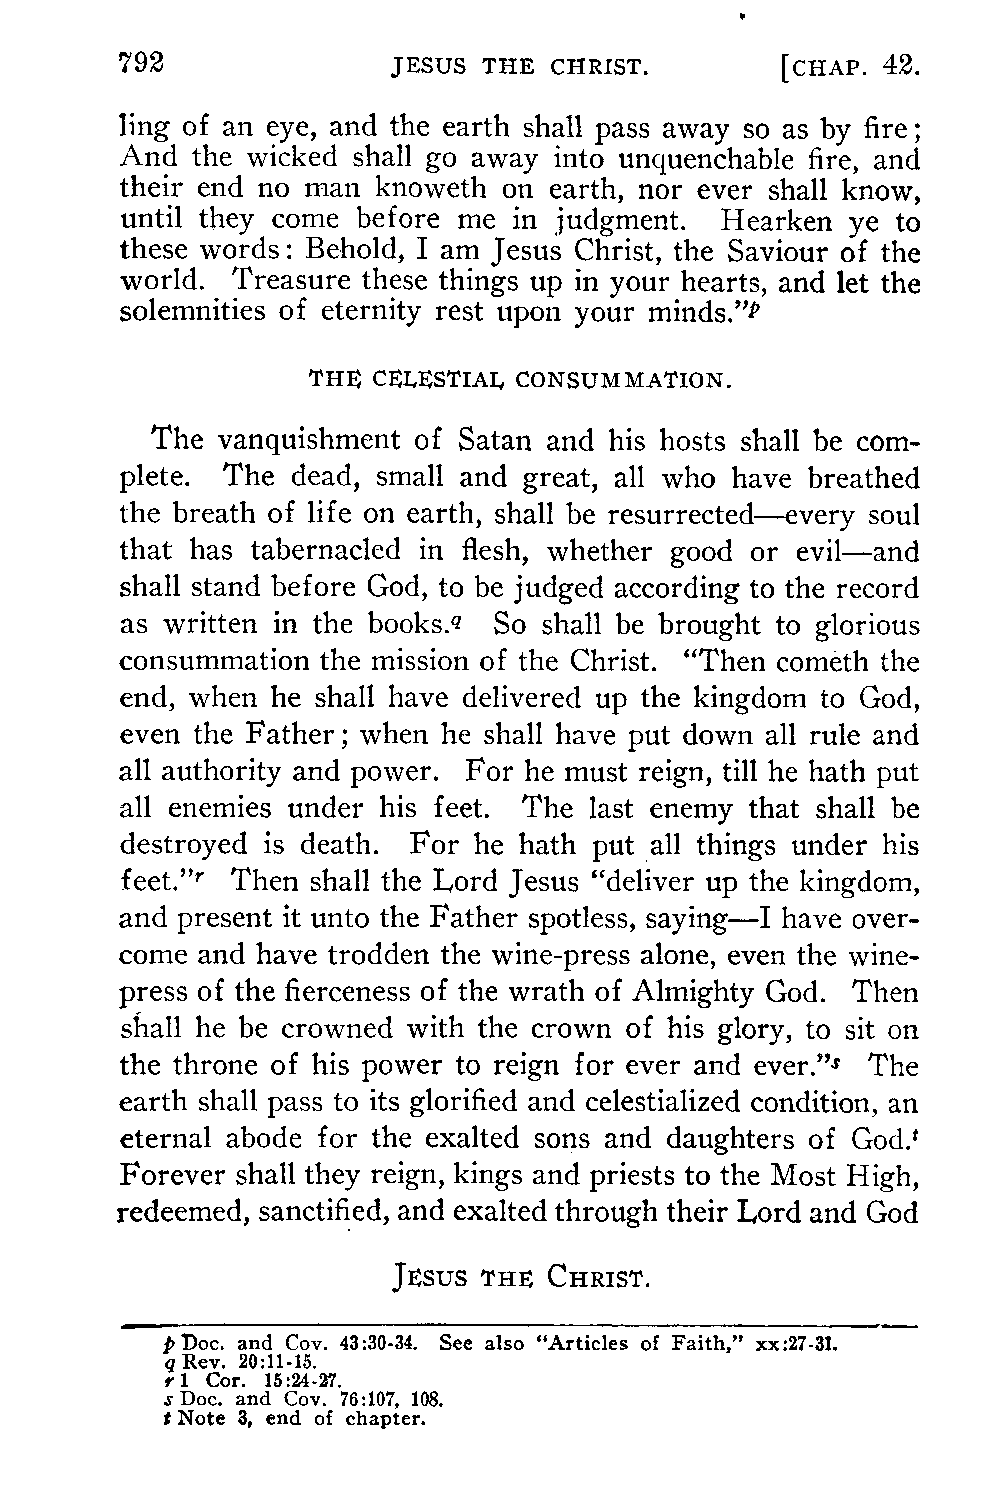 792 JESUS THE CHRIST. [CHAP. 42.
ling of an eye, and the earth shall pass away so as by fire;
And the wicked shall go away into unquenchable fire, and
their end no man knoweth on earth, nor ever shall know,
until they come before me in judgment. Hearken ye to
these words: Behold, I am Jesus Christ, the Saviour of the
world. Treasure these things up in your hearts, and let the
solemnities of eternity rest upon your minds."p
THE CELESTIAL CONSUMMATION.
The vanquishment of Satan and his hosts shall be com-
plete. The dead, small and great, all who have breathed
the breath of life on earth, shall be resurrected—every soul
that has tabernacled in flesh, whether good or evil—and
shall stand before God, to be judged according to the record
as written in the books.q So shall be brought to glorious
consummation the mission of the Christ. "Then cometh the
end, when he shall have delivered up the kingdom to God,
even the Father; when he shall have put down all rule and
all authority and power. For he must reign, till he hath put
all enemies under his feet. The last enemy that shall be
destroyed is death. For he hath put all things under his
feet."r Then shall the Lord Jesus "deliver up the kingdom,
and present it unto the Father spotless, saying—I have over-
come and have trodden the wine-press alone, even the wine-
press of the fierceness of the wrath of Almighty God. Then
shall he be crowned with the crown of his glory, to sit on
the throne of his power to reign for ever and ever."s The
earth shall pass to its glorified and celestialized condition, an
eternal abode for the exalted sons and daughters of God.t
Forever shall they reign, kings and priests to the Most High,
redeemed, sanctified, and exalted through their Lord and God
JESUS THE CHRIST.
p Doc. and Cov. 43:30-34. See also "Articles of Faith," xx:27-31.
q Rev. 20:11-15.
r 1 Cor. 15:24-27.
s Doc. and Cov. 76:107, 108.
t Note 3, end of chapter.